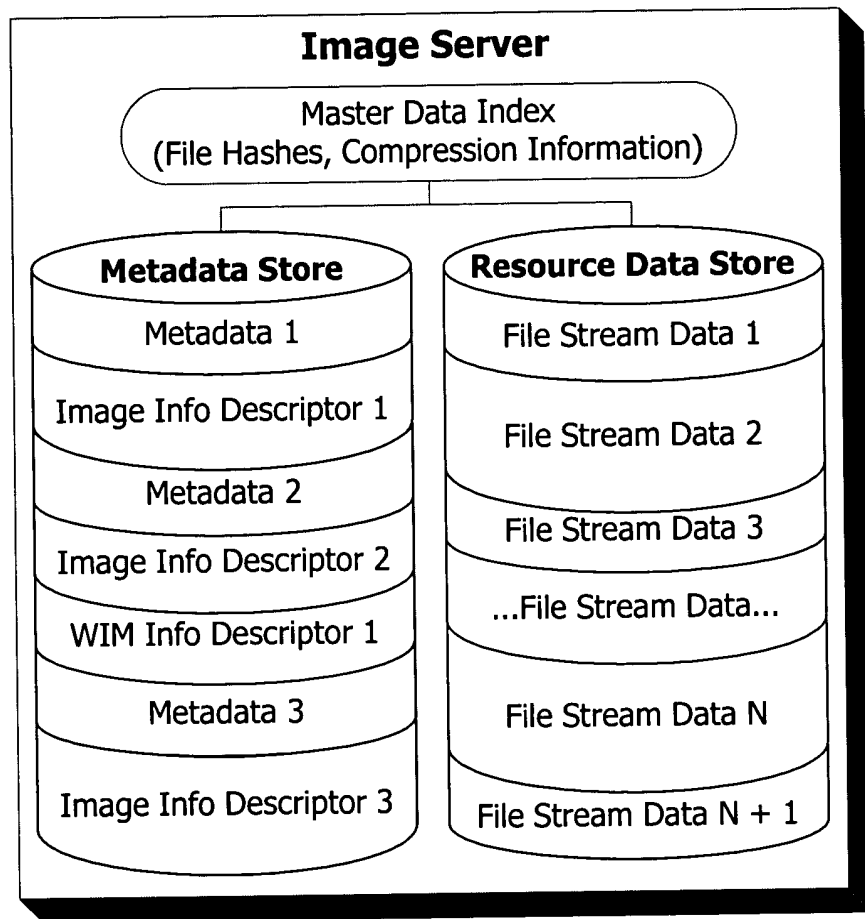 Image Server
Master Data Index
(File Hashes, Compression Information)
Metadata Store
Metadata 1
Image Info Descriptor 1
Metadata 2
Image Info Descriptor 2
WIM Info Descriptor 1
Metadata 3
Image Info Descriptor 3
Resource Data Store
File Stream Data 1
File Stream Data 2
File Stream Data 3
...File Stream Data...
File Stream Data N
File Stream Data N + 1